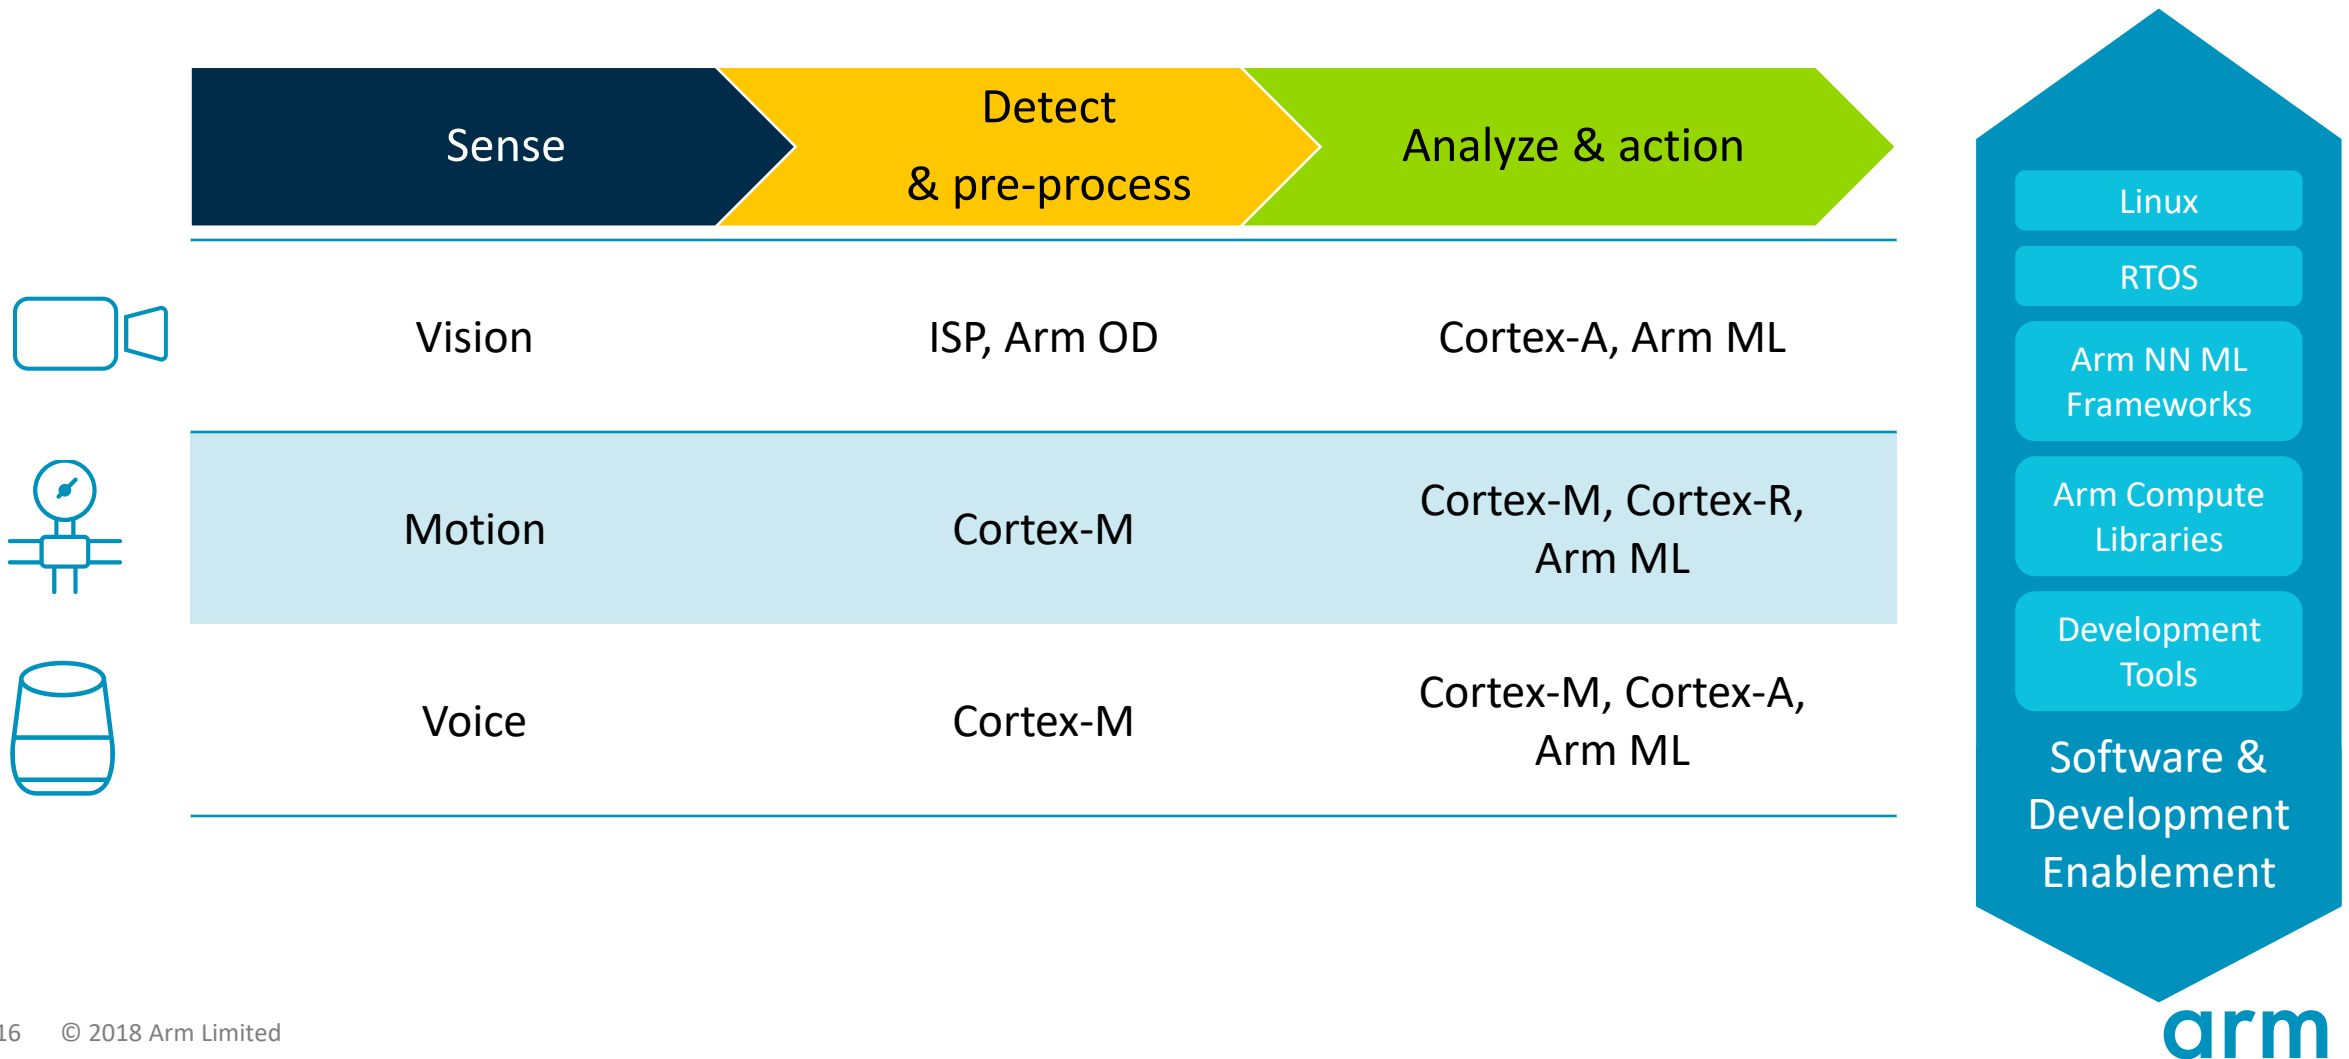 Sense
Detect
& pre-process
Analyze & action
Vision
ISP, Arm OD
Cortex-A, Arm ML
Motion
Cortex-M
Cortex-M, Cortex-R,
Arm ML
Voice
Cortex-M
Cortex-M, Cortex-A,
Arm ML
Linux
RTOS
Arm NN ML
Frameworks
Arm Compute
Libraries
Development
Tools
Software &
Development
Enablement
16 © 2018 Arm Limited
arm